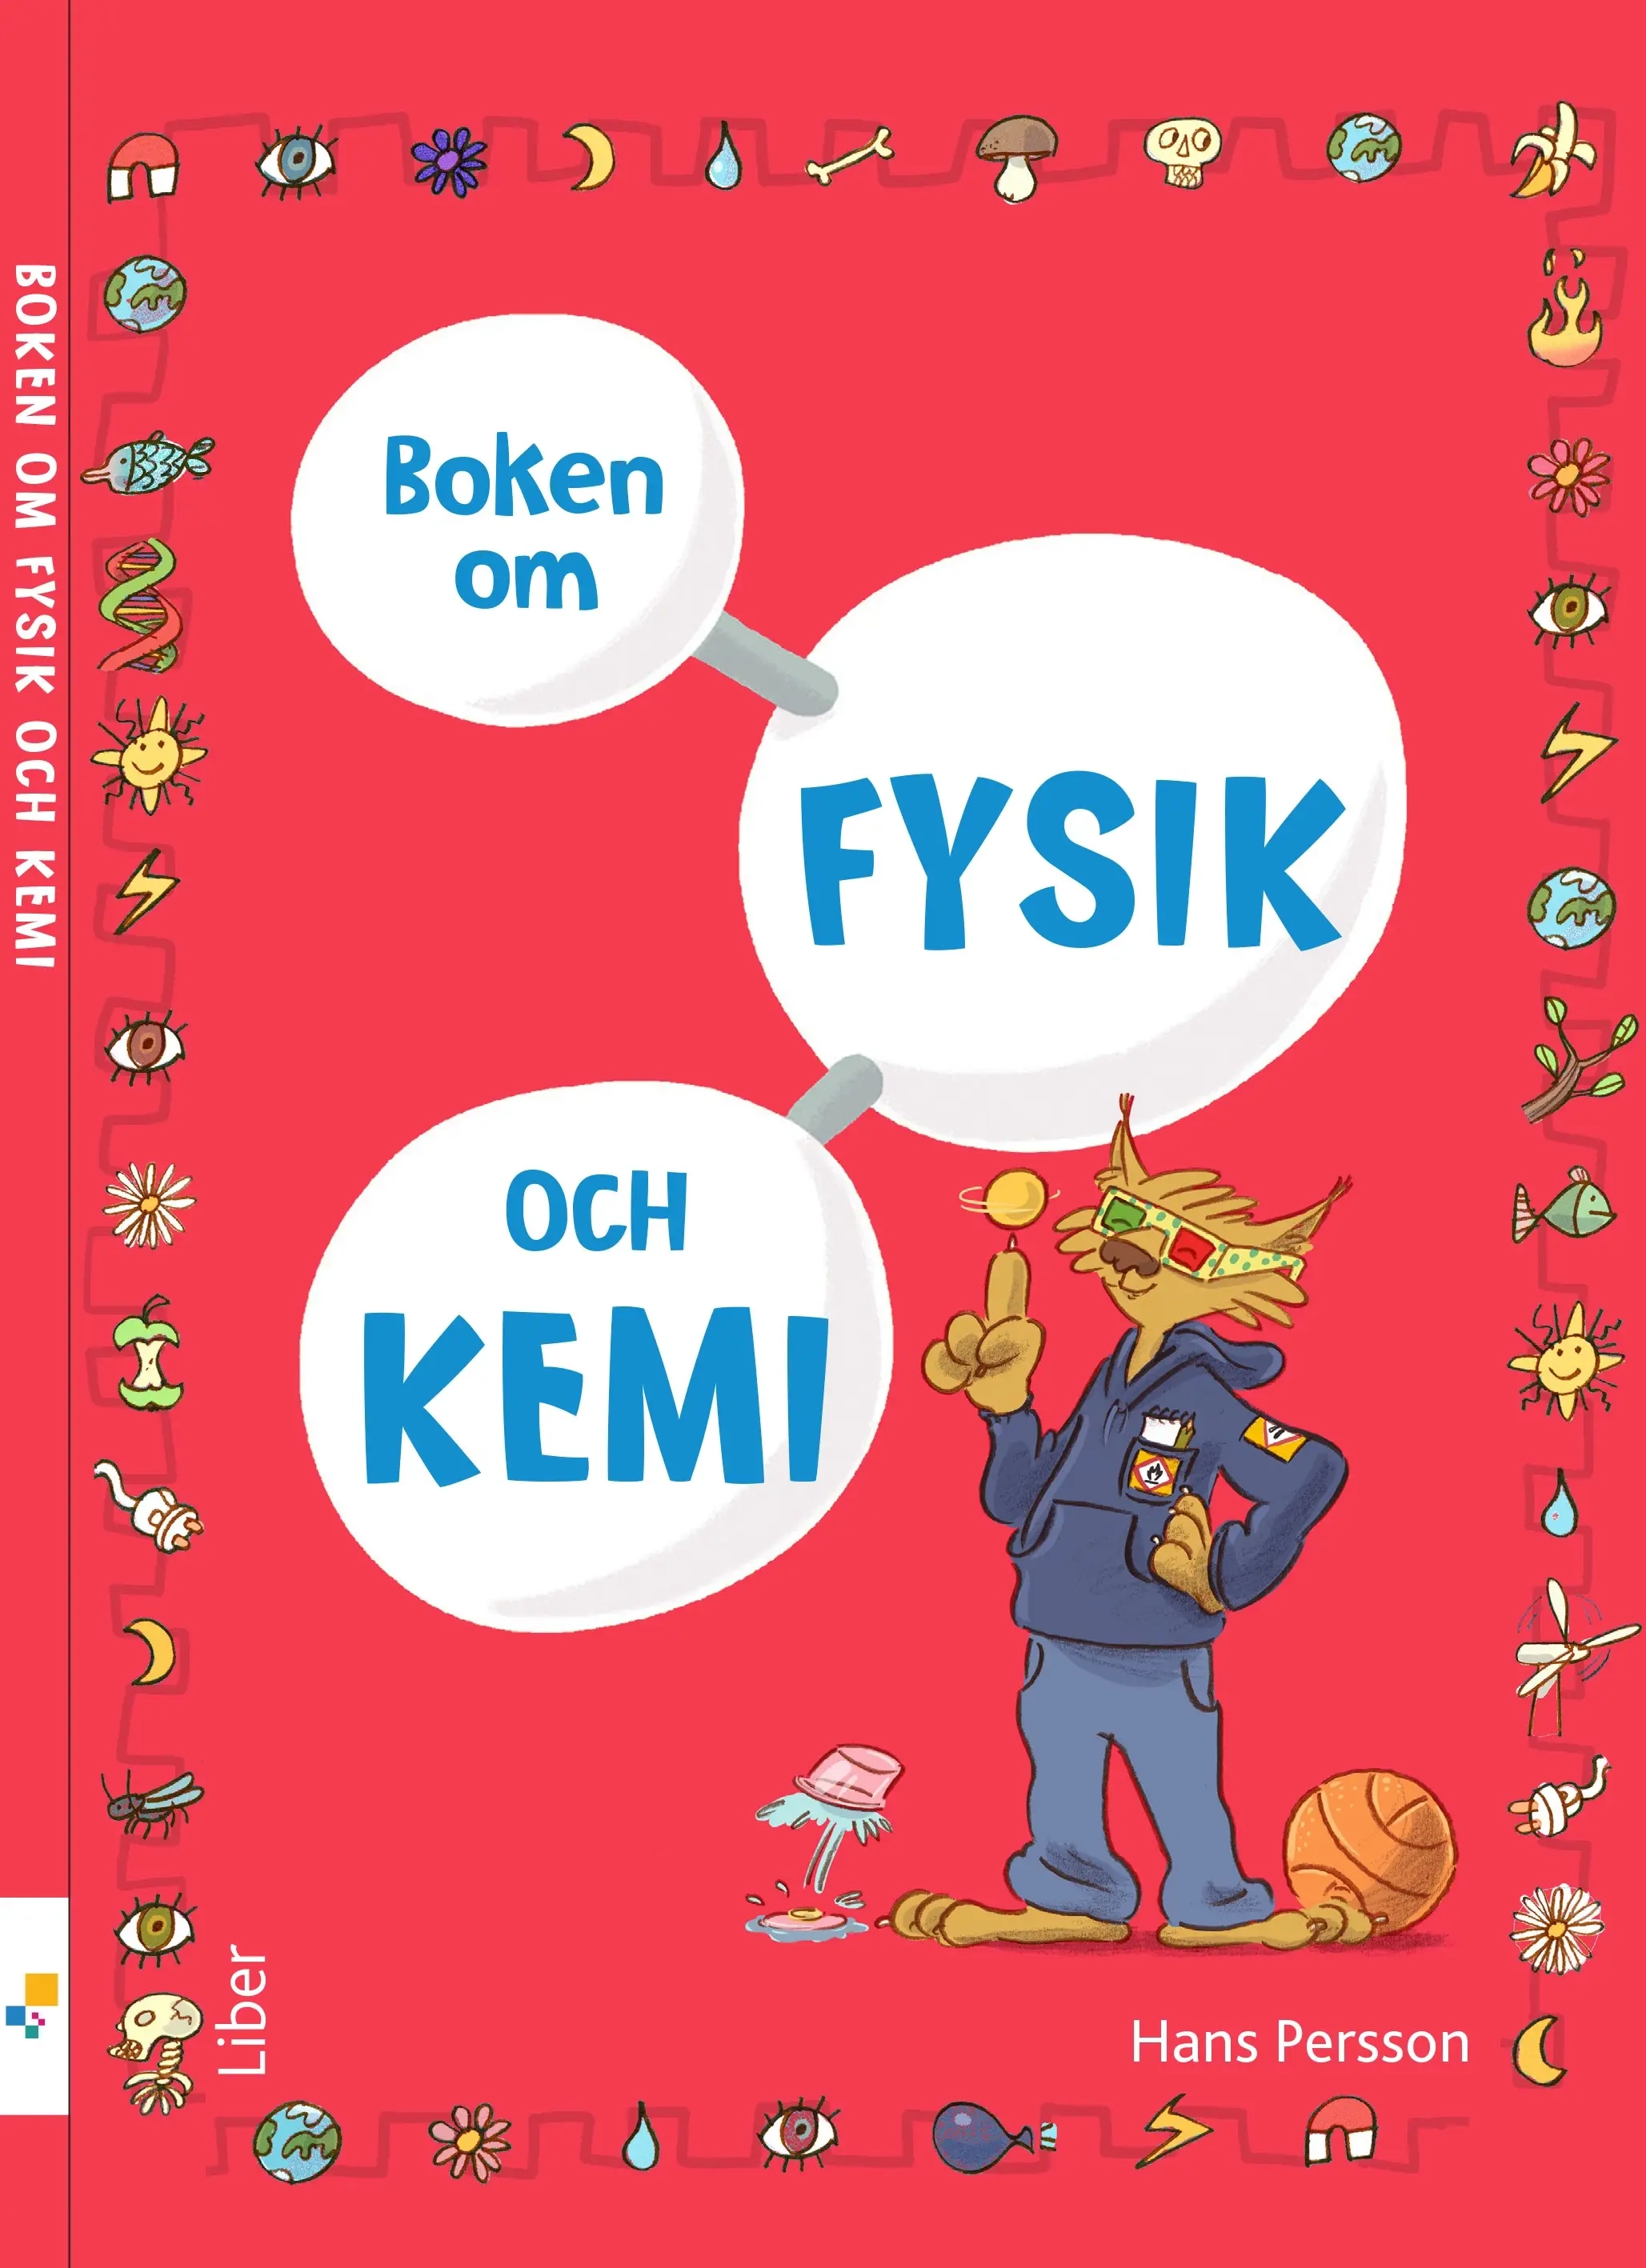 BOKEN OM FYSIK OCH KEMI
Boken
om
FYSIK
OCH
KEMI
Liber
Hans Persson